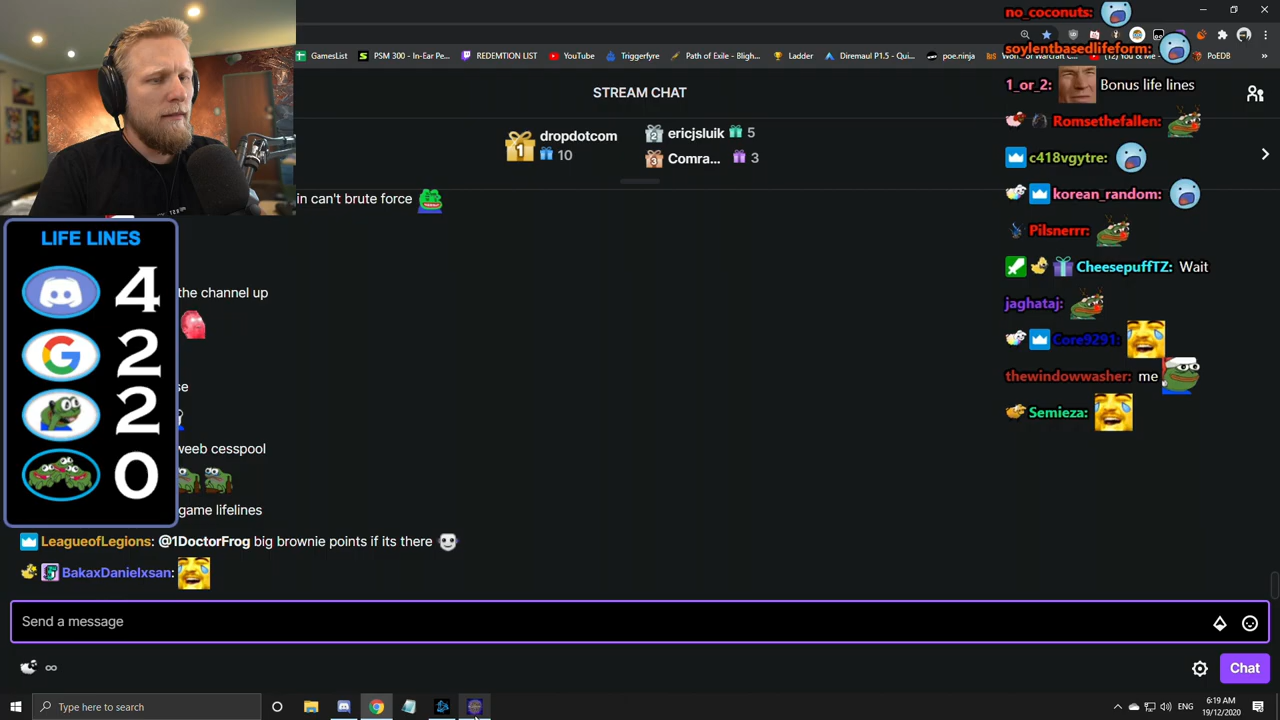 GamesList
PSM 300 - In-Ear Pe...
REDEMTION LIST
YouTube
Triggerfyre
Path of Exile - Bligh...
Ladder
Diremaul P1.5 - Qui...
poe.ninja
PoEDB
STREAM CHAT
1 dropdotcom
10
2 ericjsluik 5
3 Comra... 3
in can't brute force
LIFE LINES
4
2
2
0
the channel up
se
weeb cesspool
game lifelines
LeagueofLegions: @1DoctorFrog big brownie points if its there
BakaxDanielxsan:
Send a message
∞
Chat
no_coconuts:
soylentbasedlifeform:
1_or_2: Bonus life lines
Romsethefallen:
c418vgytre:
korean_random:
Pilsnerrr:
CheesepuffTZ: Wait
jaghataj:
Core9291:
thewindowwasher: me
Semieza:
Type here to search
ENG
6:19 AM
19/12/2020